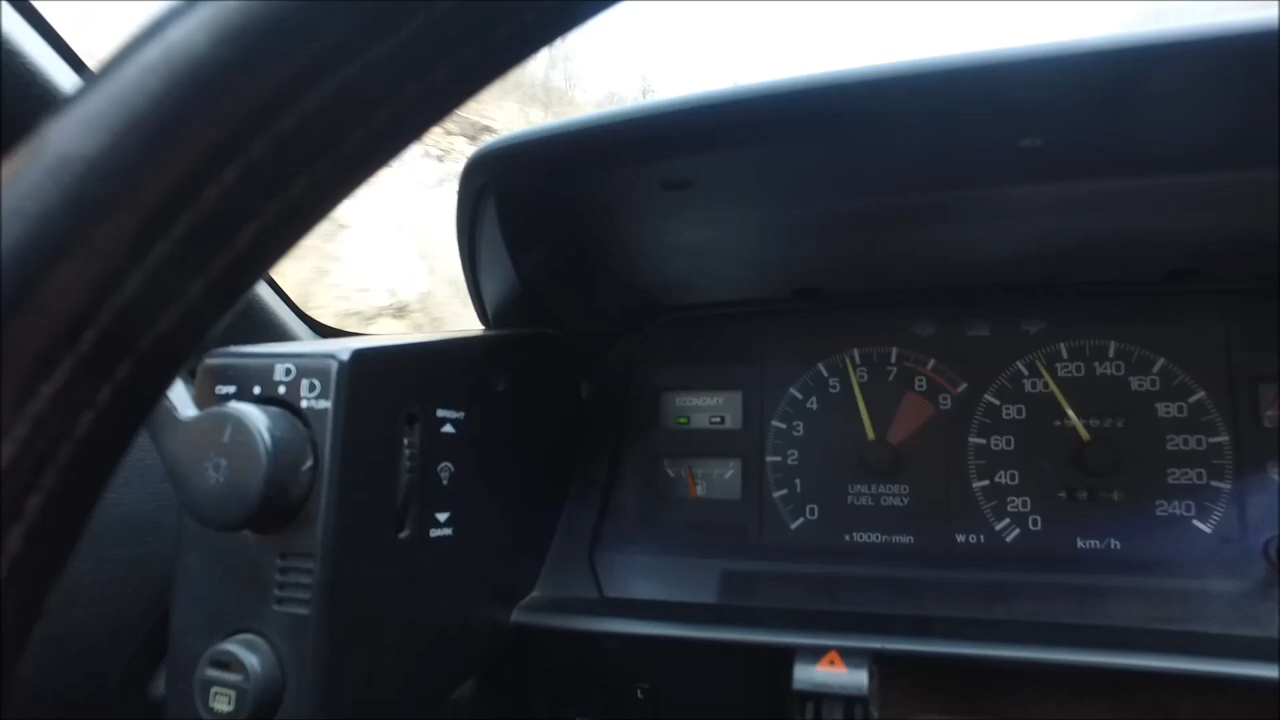 OFF
PUSH
BRIGHT
DARK
ECONOMY
0 1 2 3 4 5 6 7 8 9
UNLEADED
FUEL ONLY
x1000r/min
0 20 40 60 80 100 120 140 160 180 200 220 240
W01
km/h
L